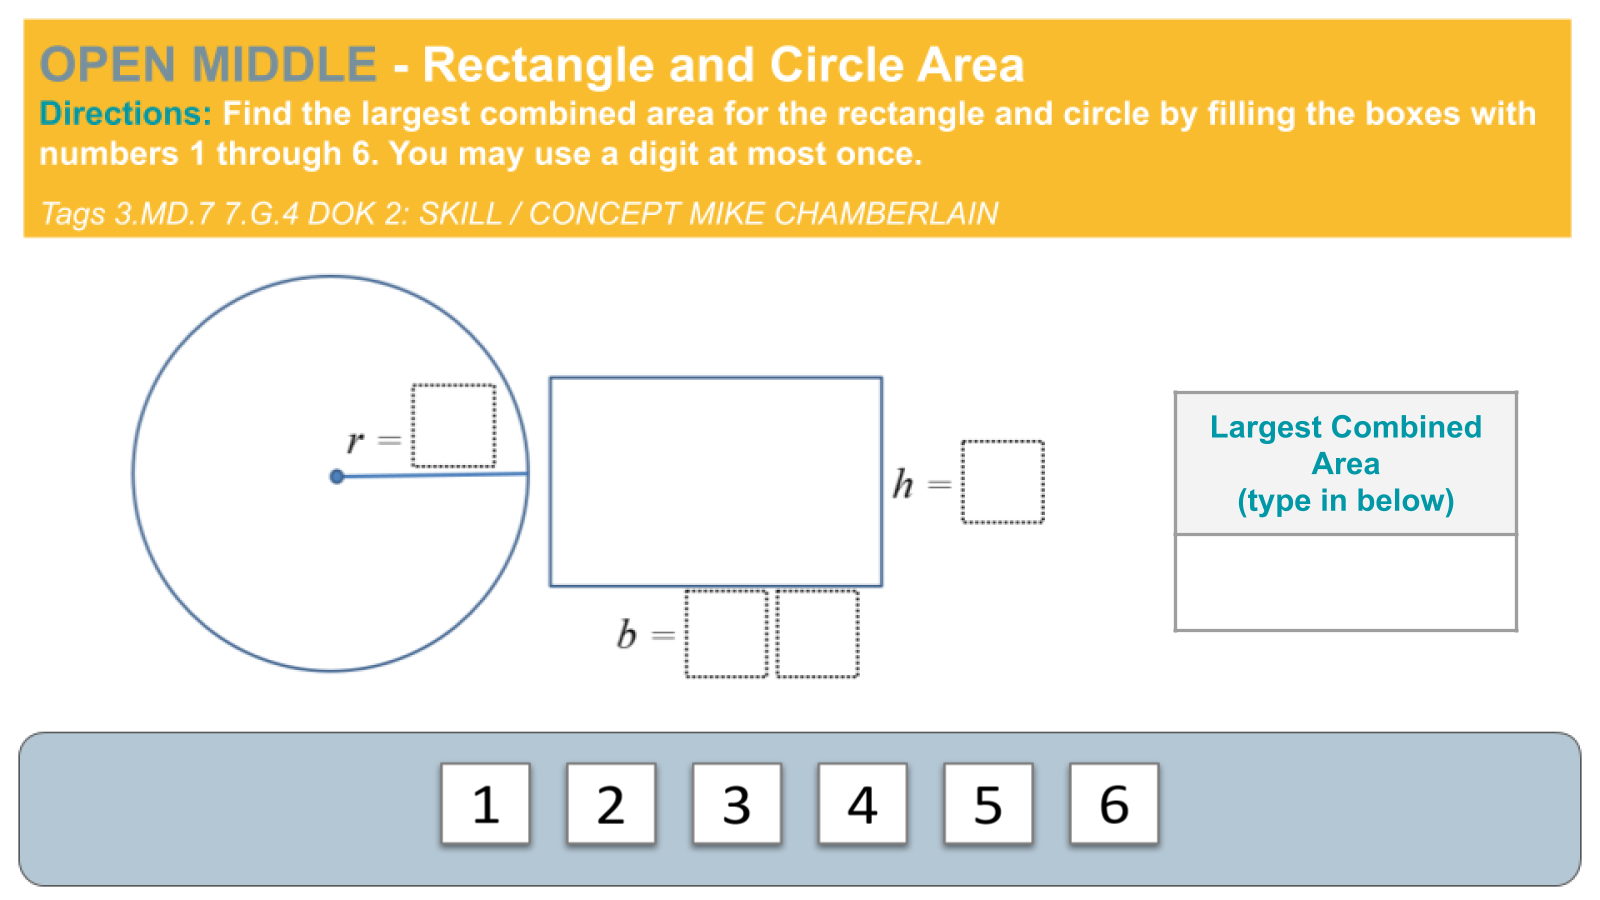 OPEN MIDDLE - Rectangle and Circle Area
Directions: Find the largest combined area for the rectangle and circle by filling the boxes with
numbers 1 through 6. You may use a digit at most once.
Tags 3.MD.7 7.G.4 DOK 2: SKILL / CONCEPT MIKE CHAMBERLAIN
r =
h =
b =
Largest Combined
Area
(type in below)
1 2 3 4 5 6